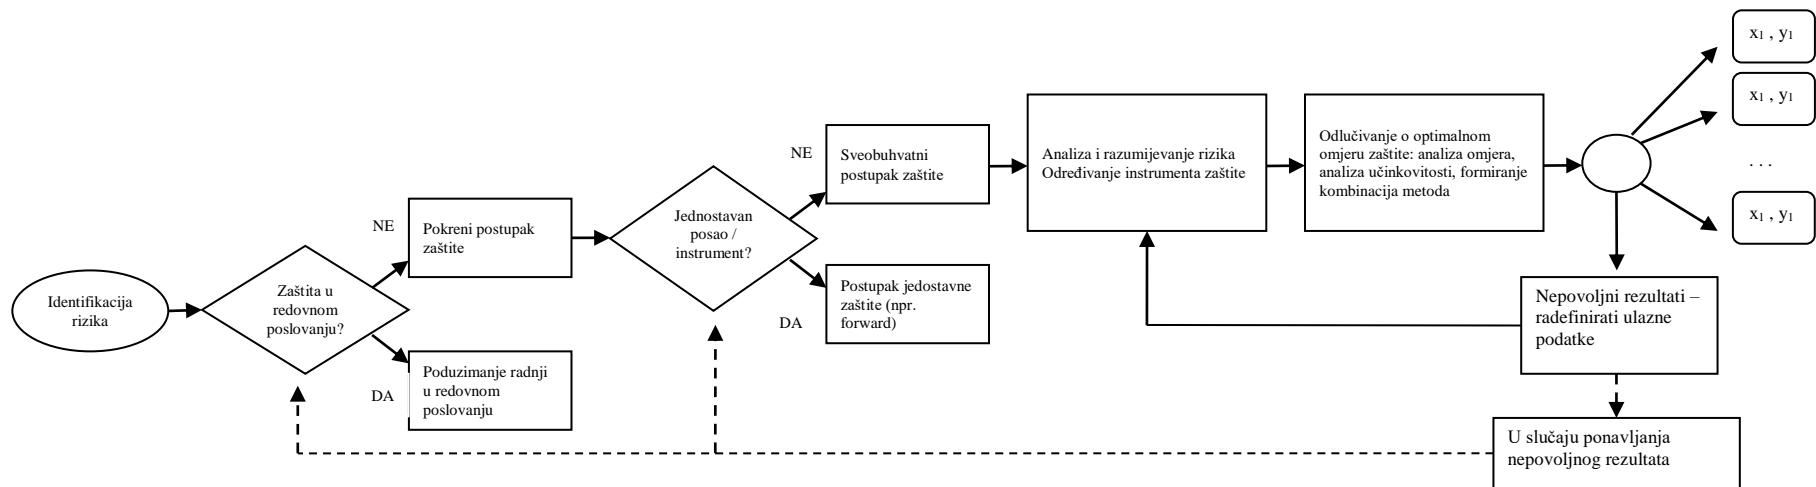 Identifikacija
rizika
Zaštita u
redovnom
poslovanju?
NE
Pokreni postupak
zaštite
DA
Poduzimanje radnji
u redovnom
poslovanju
Jednostavan
posao /
instrument?
NE
Sveobuhvatni
postupak zaštite
DA
Postupak jedostavne
zaštite (npr.
forward)
Analiza i razumijevanje rizika
Određivanje instrumenta zaštite
Odlučivanje o optimalnom
omjeru zaštite: analiza omjera,
analiza učinkovitosti, formiranje
kombinacija metoda
x₁ , y₁
x₁ , y₁
. . .
x₁ , y₁
Nepovoljni rezultati –
radefinirati ulazne
podatke
U slučaju ponavljanja
nepovoljnog rezultata